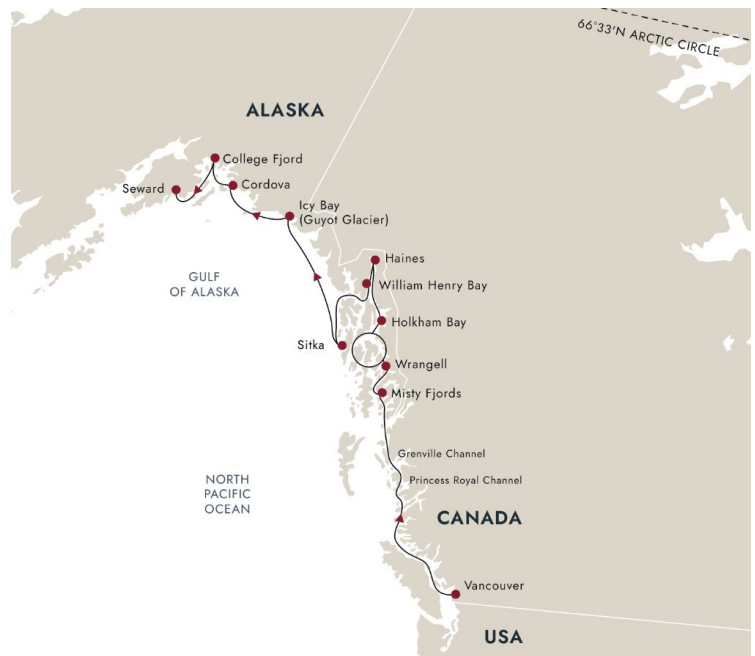 66°33'N ARCTIC CIRCLE
ALASKA
College Fjord
Seward
Cordova
Icy Bay
(Guyot Glacier)
Haines
GULF
OF ALASKA
William Henry Bay
Holkham Bay
Sitka
Wrangell
Misty Fjords
Grenville Channel
NORTH
PACIFIC
OCEAN
Princess Royal Channel
CANADA
Vancouver
USA